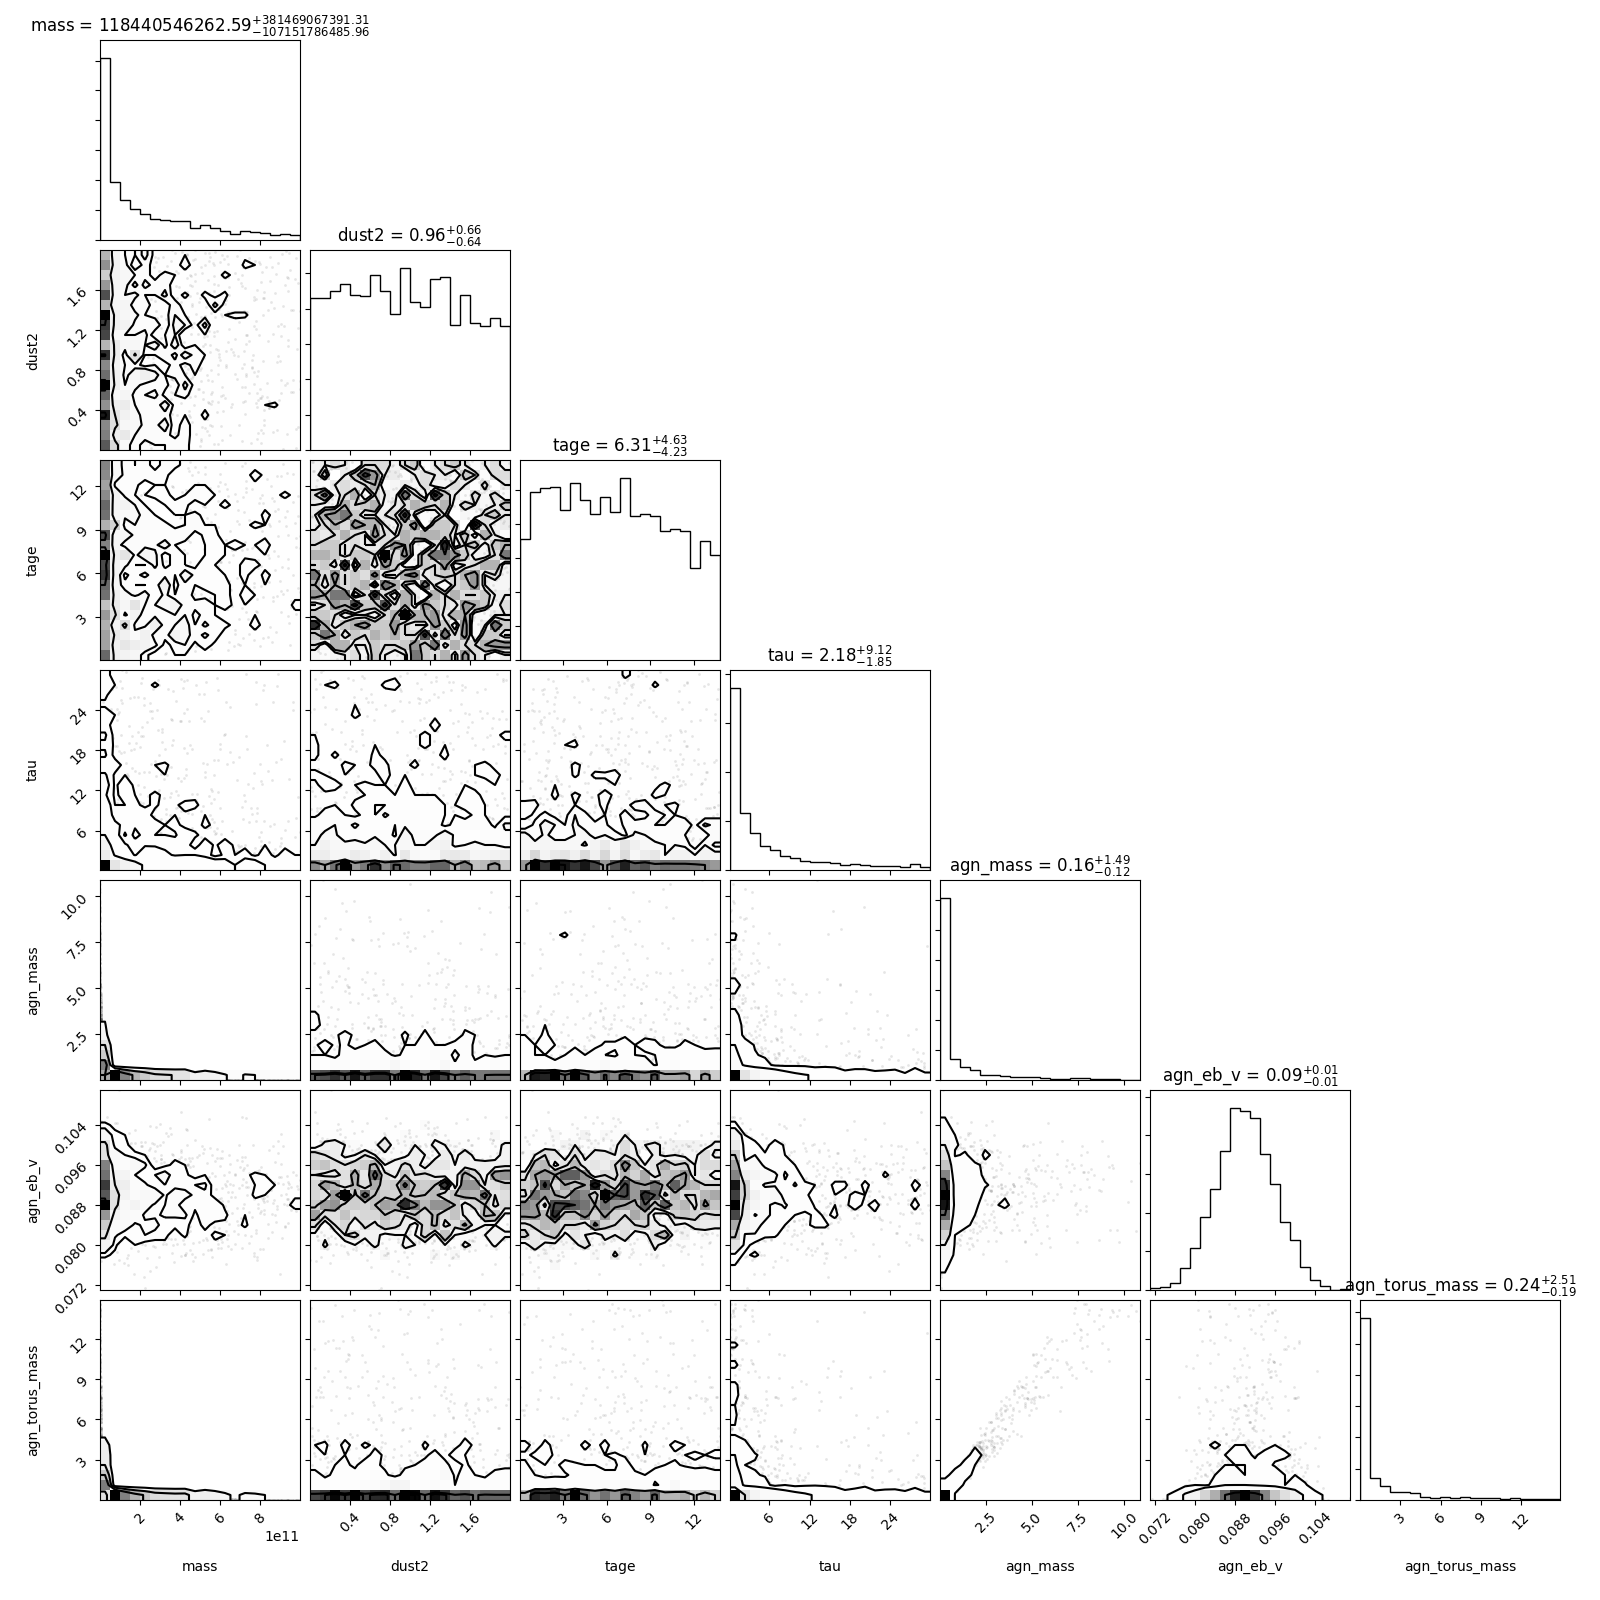 mass = 118440546262.59+381469067391.31 −107151786485.96
dust2 = 0.96+0.66 −0.64
dust2
1.6
1.2
0.8
0.4
tage = 6.31+4.63 −4.23
tage
12
9
6
3
tau = 2.18+9.12 −1.85
tau
24
18
12
6
agn_mass = 0.16+1.49 −0.12
agn_mass
10.0
7.5
5.0
2.5
agn_eb_v = 0.09+0.01 −0.01
agn_eb_v
0.104
0.096
0.088
0.080
0.072
agn_torus_mass = 0.24+2.51 −0.19
agn_torus_mass
12
9
6
3
2 4 6 8 0.4 0.8 1.2 1.6 3 6 9 12 6 12 18 24 2.5 5.0 7.5 10.0 0.072 0.080 0.088 0.096 0.104 3 6 9 12
1e11
mass dust2 tage tau agn_mass agn_eb_v agn_torus_mass